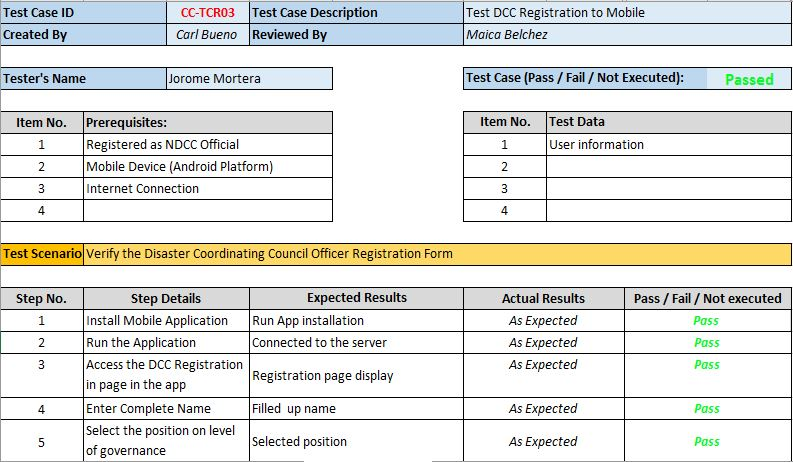 Test Case ID CC-TCR03 Test Case Description Test DCC Registration to Mobile
Created By Carl Bueno Reviewed By Maica Belchez
Tester's Name Jorome Mortera Test Case (Pass / Fail / Not Executed): Passed
Item No. Prerequisites: Item No. Test Data
1 Registered as NDCC Official 1 User information
2 Mobile Device (Android Platform) 2
3 Internet Connection 3
4 4
Test Scenario Verify the Disaster Coordinating Council Officer Registration Form
Step No. Step Details Expected Results Actual Results Pass / Fail / Not executed
1 Install Mobile Application Run App installation As Expected Pass
2 Run the Application Connected to the server As Expected Pass
3 Access the DCC Registration As Expected Pass
in page in the app Registration page display
4 Enter Complete Name Filled up name As Expected Pass
5 Select the position on level Selected position As Expected Pass
of governance